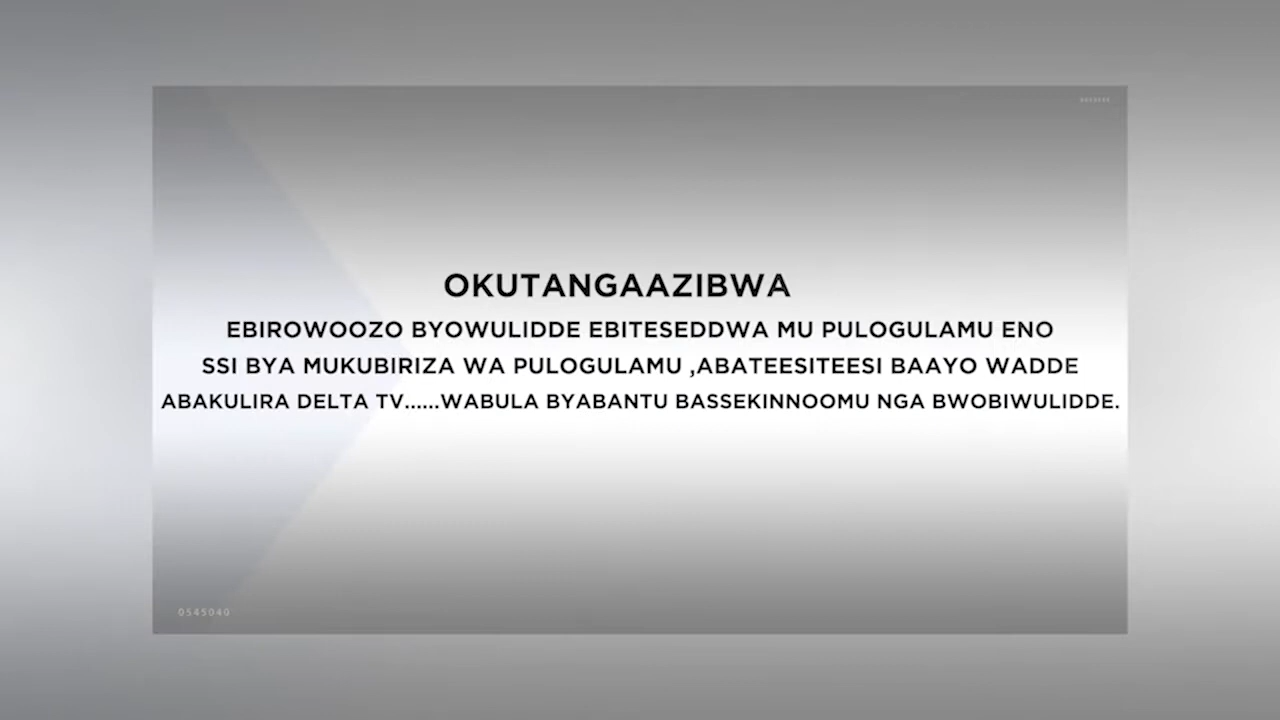 OKUTANGAAZIBWA
EBIROWOOZO BYOWULIDDE EBITESEDDWA MU PULOGULAMU ENO
SSI BYA MUKUBIRIZA WA PULOGULAMU ,ABATEESITEESI BAAYO WADDE
ABAKULIRA DELTA TV......WABULA BYABANTU BASSEKINNOOMU NGA BWOBIWULIDDE.
0545040